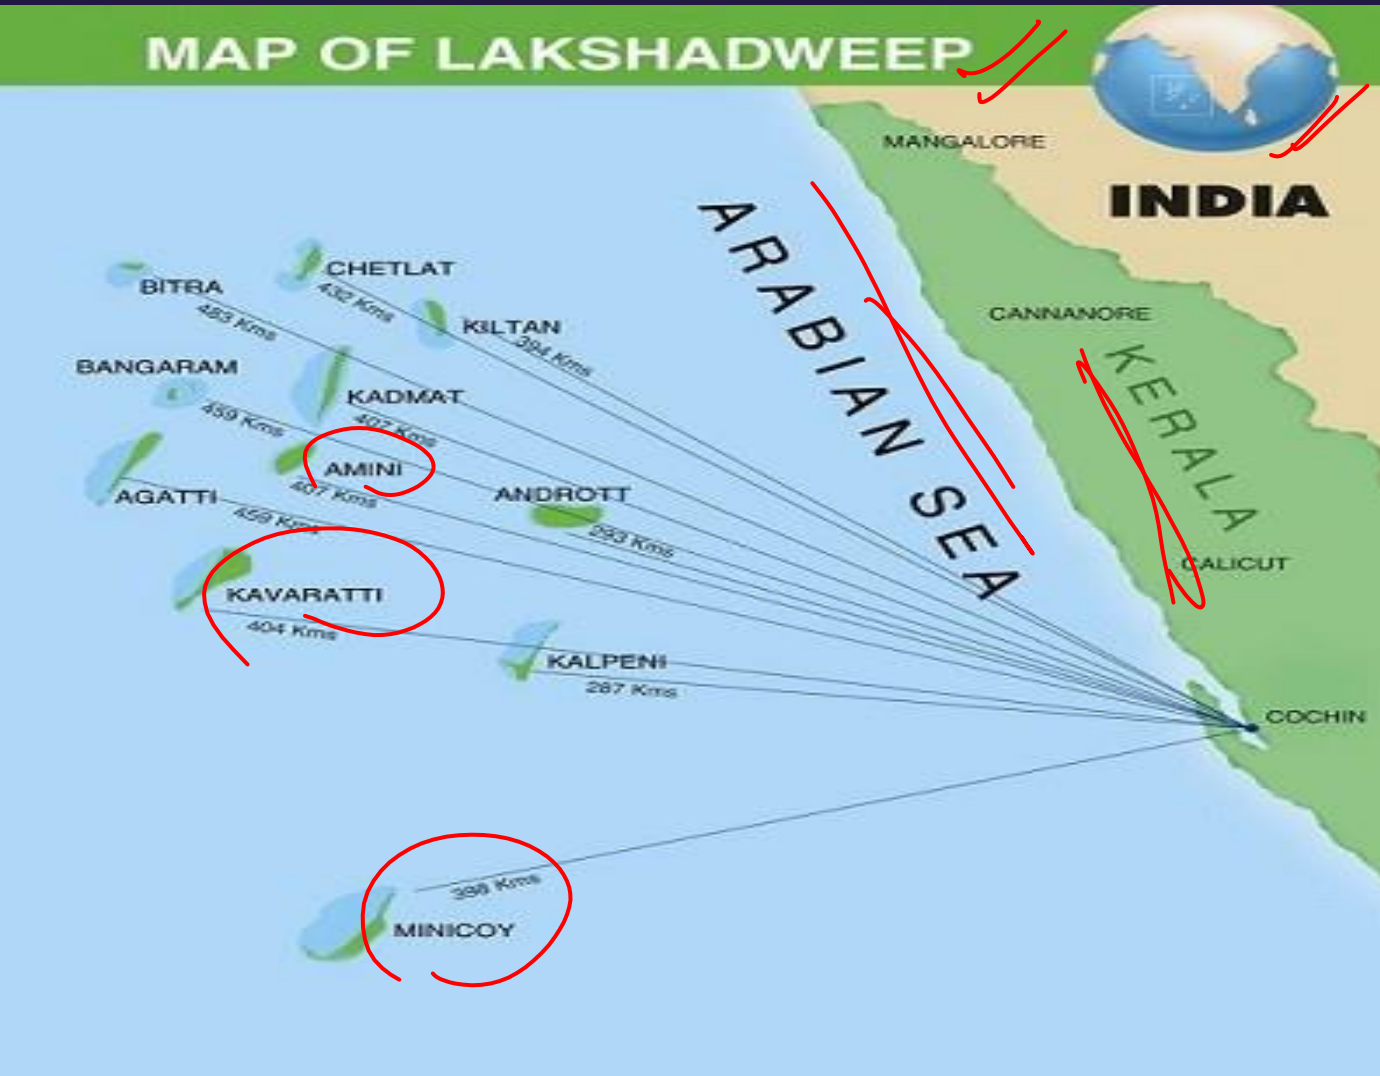 MAP OF LAKSHADWEEP
MANGALORE
INDIA
ARABIAN SEA
CHETLAT
432 Kms
BITRA
483 Kms
KILTAN
394 Kms
CANNANORE
KERALA
BANGARAM
459 Kms
KADMAT
407 Kms
AMINI
407 Kms
AGATTI
459 Kms
ANDROTT
293 Kms
CALICUT
KAVARATTI
404 Kms
KALPENI
287 Kms
COCHIN
398 Kms
MINICOY